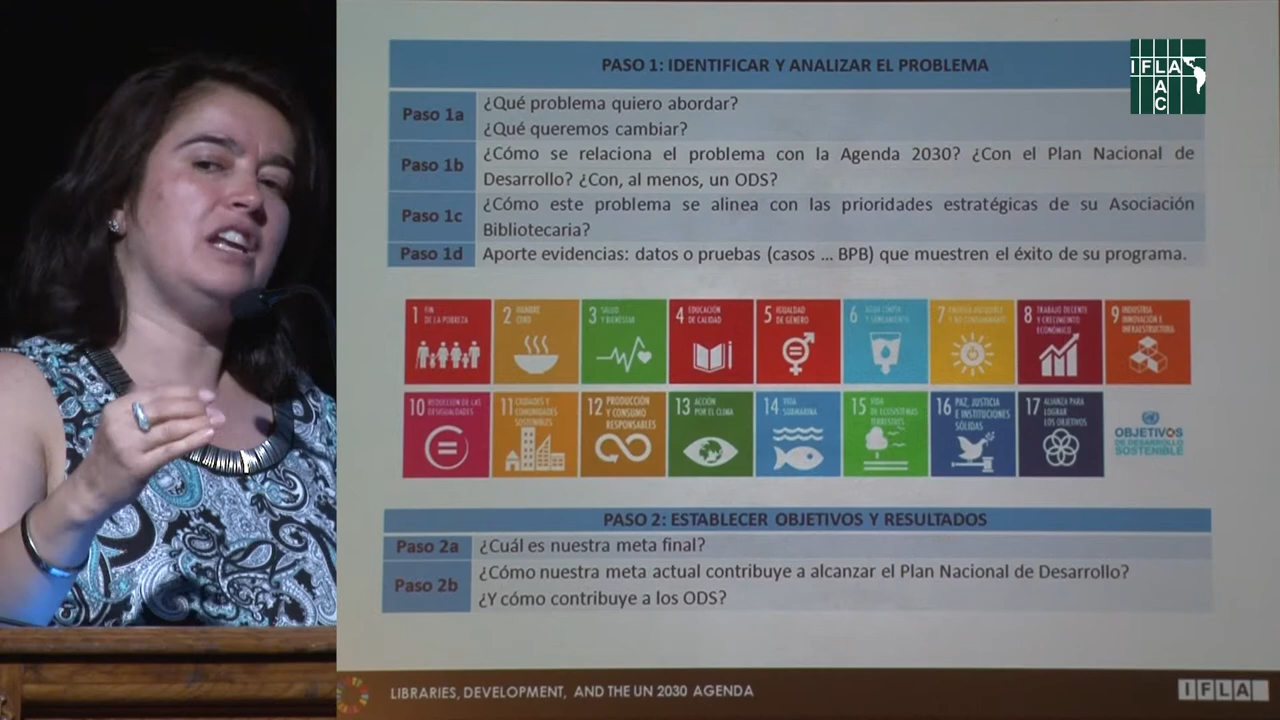 PASO 1: IDENTIFICAR Y ANALIZAR EL PROBLEMA
IFLA
LAC
Paso 1a
¿Qué problema quiero abordar?
¿Qué queremos cambiar?
Paso 1b
¿Cómo se relaciona el problema con la Agenda 2030? ¿Con el Plan Nacional de
Desarrollo? ¿Con, al menos, un ODS?
Paso 1c
¿Cómo este problema se alinea con las prioridades estratégicas de su Asociación
Bibliotecaria?
Paso 1d
Aporte evidencias: datos o pruebas (casos ... BPB) que muestren el éxito de su programa.
1 FIN
DE LA POBREZA
2 HAMBRE
CERO
3 SALUD
Y BIENESTAR
4 EDUCACIÓN
DE CALIDAD
5 IGUALDAD
DE GÉNERO
6 AGUA LIMPIA
Y SANEAMIENTO
7 ENERGÍA ASEQUIBLE
Y NO CONTAMINANTE
8 TRABAJO DECENTE
Y CRECIMIENTO
ECONÓMICO
9 INDUSTRIA,
INNOVACIÓN E
INFRAESTRUCTURA
10 REDUCCIÓN DE LAS
DESIGUALDADES
11 CIUDADES Y
COMUNIDADES
SOSTENIBLES
12 PRODUCCIÓN
Y CONSUMO
RESPONSABLES
13 ACCIÓN
POR EL CLIMA
14 VIDA
SUBMARINA
15 VIDA
DE ECOSISTEMAS
TERRESTRES
16 PAZ, JUSTICIA
E INSTITUCIONES
SÓLIDAS
17 ALIANZA PARA
LOGRAR
LOS OBJETIVOS
OBJETIVOS
DE DESARROLLO
SOSTENIBLE
PASO 2: ESTABLECER OBJETIVOS Y RESULTADOS
Paso 2a
¿Cuál es nuestra meta final?
Paso 2b
¿Cómo nuestra meta actual contribuye a alcanzar el Plan Nacional de Desarrollo?
¿Y cómo contribuye a los ODS?
LIBRARIES, DEVELOPMENT, AND THE UN 2030 AGENDA
IFLA